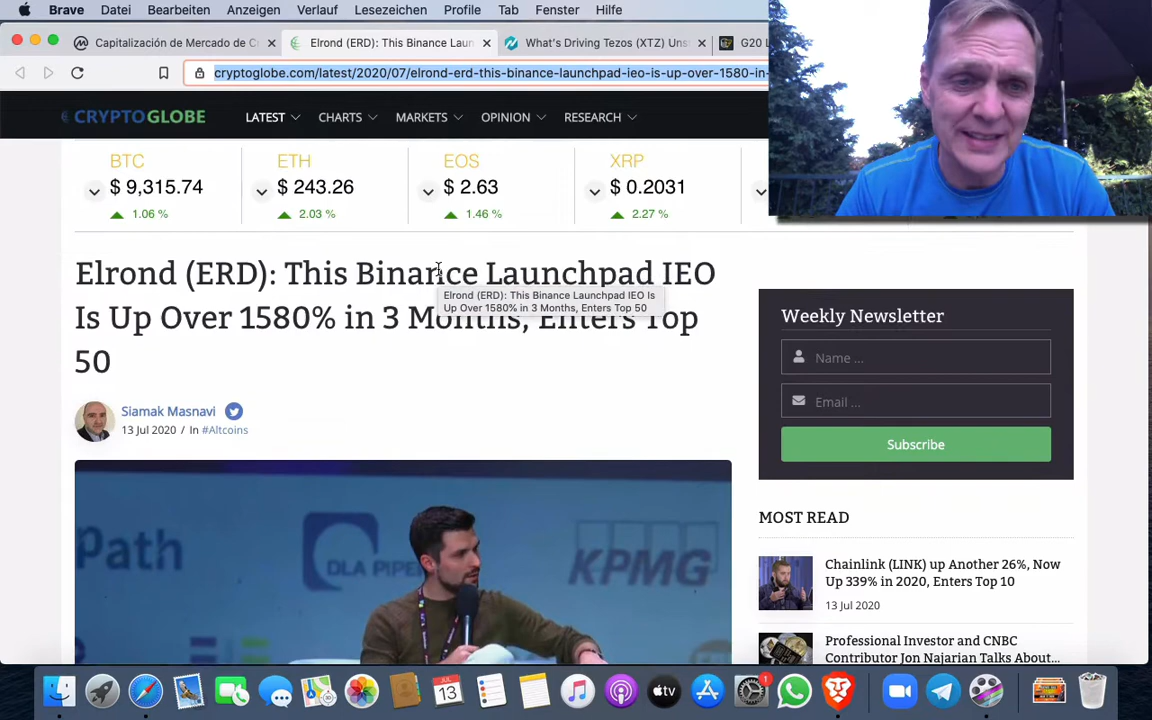 Brave Datei Bearbeiten Anzeigen Verlauf Lesezeichen Profile Tab Fenster Hilfe
Capitalización de Mercado de C
Elrond (ERD): This Binance Laun
What's Driving Tezos (XTZ) Uns
G20 L
cryptoglobe.com/latest/2020/07/elrond-erd-this-binance-launchpad-ieo-is-up-over-1580-in-
CRYPTOGLOBE LATEST CHARTS MARKETS OPINION RESEARCH
BTC ETH EOS XRP
$ 9,315.74 $ 243.26 $ 2.63 $ 0.2031
1.06 % 2.03 % 1.46 % 2.27 %
Elrond (ERD): This Binance Launchpad IEO
Is Up Over 1580% in 3 Months, Enters Top
50
Elrond (ERD): This Binance Launchpad IEO Is
Up Over 1580% in 3 Months, Enters Top 50
Siamak Masnavi
13 Jul 2020 / In #Altcoins
Path
DLA PIPE
KPMG
Weekly Newsletter
Name ...
Email ...
Subscribe
MOST READ
Chainlink (LINK) up Another 26%, Now
Up 339% in 2020, Enters Top 10
13 Jul 2020
Professional Investor and CNBC
Contributor Jon Najarian Talks About...
JUL
13
1